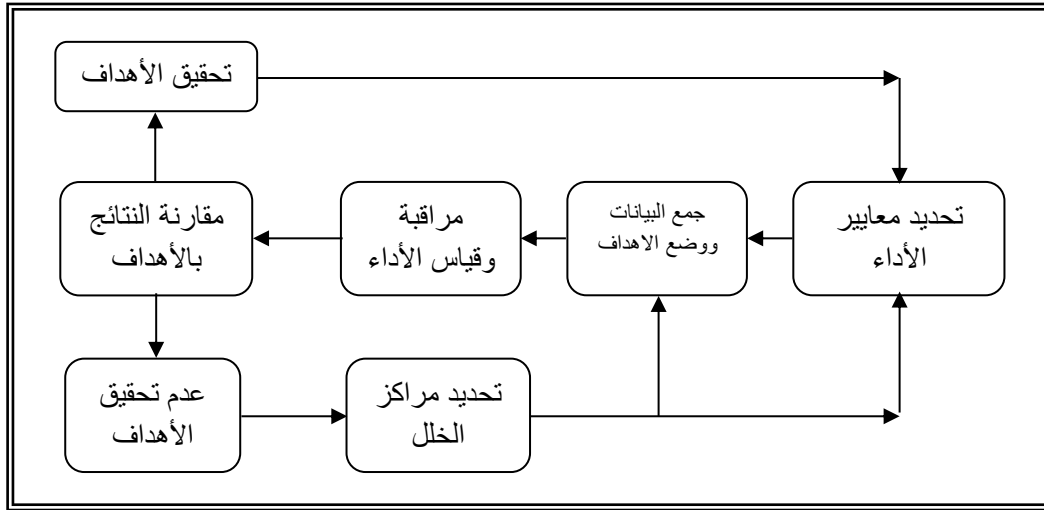 تحقيق الأهداف
تحديد معايير
الأداء
جمع البيانات
ووضع الاهداف
مراقبة
وقياس الأداء
مقارنة النتائج
بالأهداف
عدم تحقيق
الأهداف
تحديد مراكز
الخلل